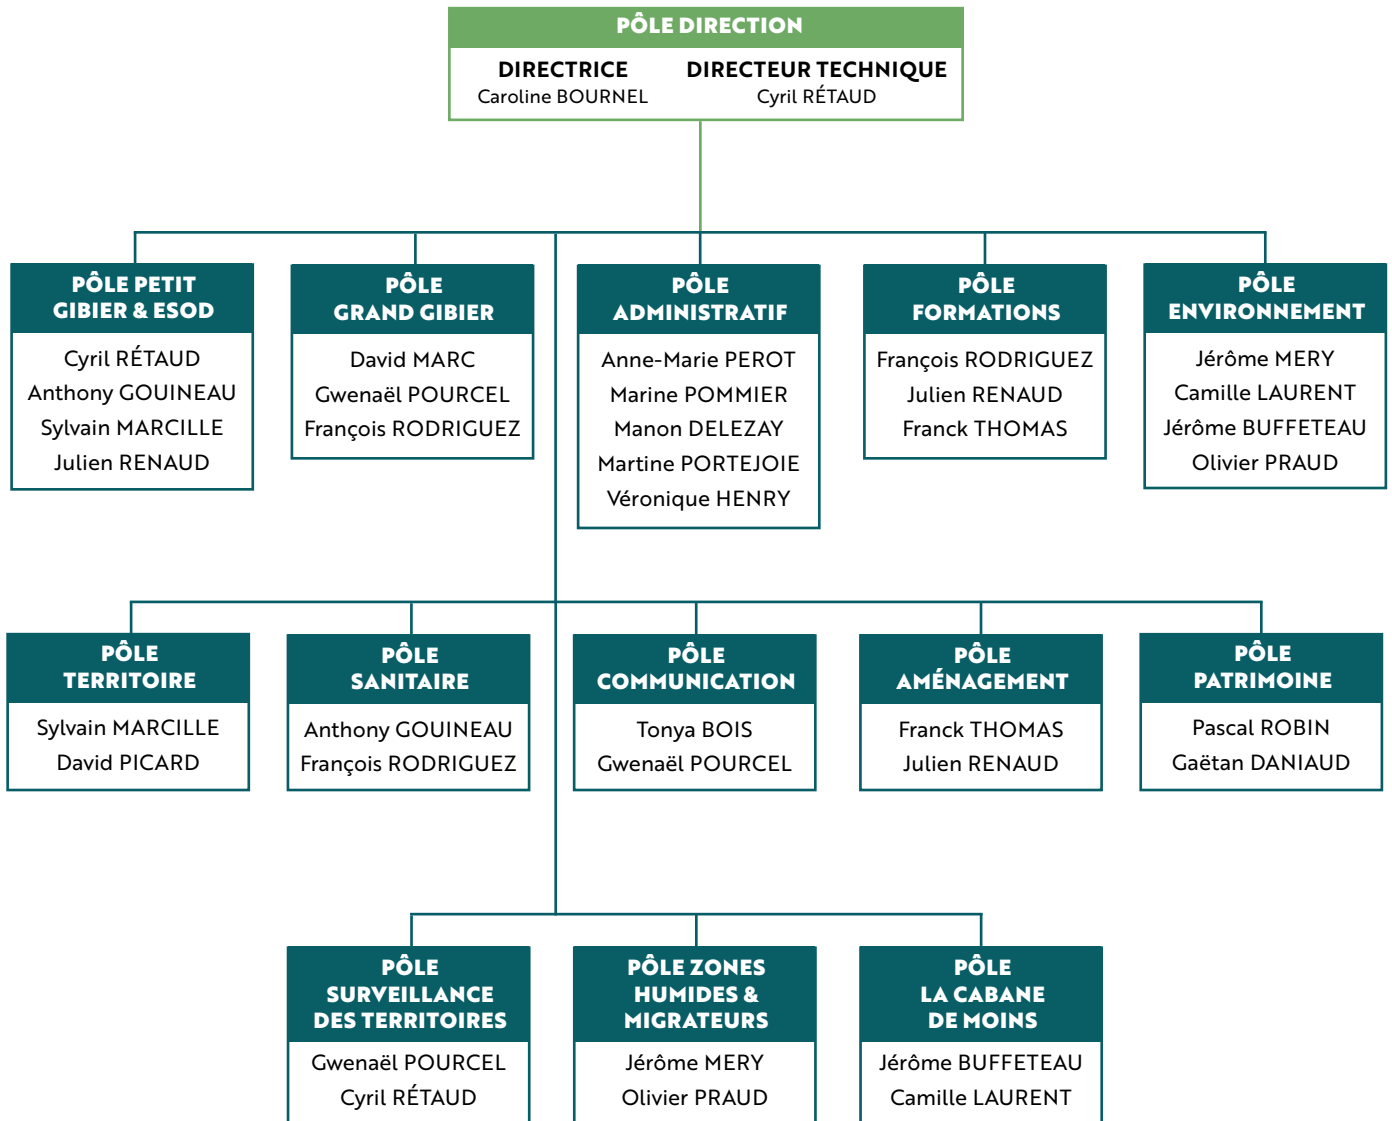 PÔLE DIRECTION
DIRECTRICE
Caroline BOURNEL
DIRECTEUR TECHNIQUE
Cyril RÉTAUD
PÔLE PETIT
GIBIER & ESOD
Cyril RÉTAUD
Anthony GOUINEAU
Sylvain MARCILLE
Julien RENAUD
PÔLE
GRAND GIBIER
David MARC
Gwenaël POURCEL
François RODRIGUEZ
PÔLE
ADMINISTRATIF
Anne-Marie PEROT
Marine POMMIER
Manon DELEZAY
Martine PORTEJOIE
Véronique HENRY
PÔLE
FORMATIONS
François RODRIGUEZ
Julien RENAUD
Franck THOMAS
PÔLE
ENVIRONNEMENT
Jérôme MERY
Camille LAURENT
Jérôme BUFFETEAU
Olivier PRAUD
PÔLE
TERRITOIRE
Sylvain MARCILLE
David PICARD
PÔLE
SANITAIRE
Anthony GOUINEAU
François RODRIGUEZ
PÔLE
COMMUNICATION
Tonya BOIS
Gwenaël POURCEL
PÔLE
AMÉNAGEMENT
Franck THOMAS
Julien RENAUD
PÔLE
PATRIMOINE
Pascal ROBIN
Gaëtan DANIAUD
PÔLE
SURVEILLANCE
DES TERRITOIRES
Gwenaël POURCEL
Cyril RÉTAUD
PÔLE ZONES
HUMIDES &
MIGRATEURS
Jérôme MERY
Olivier PRAUD
PÔLE
LA CABANE
DE MOINS
Jérôme BUFFETEAU
Camille LAURENT